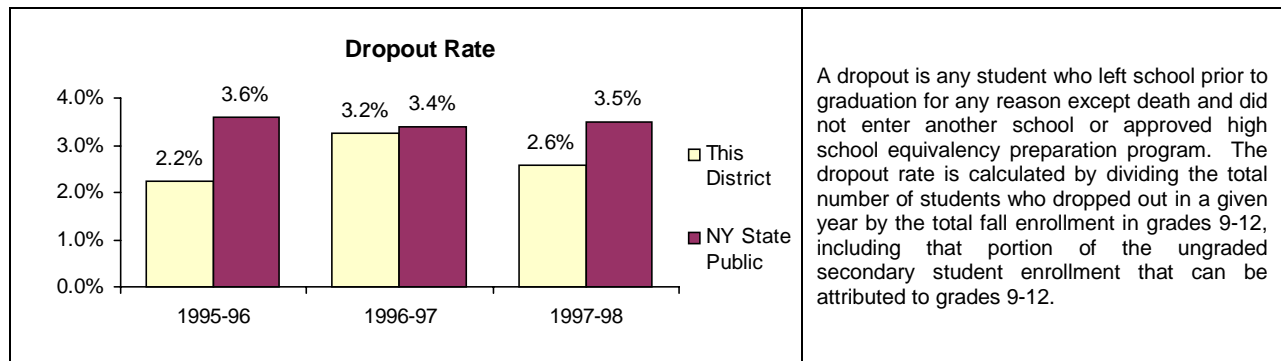 Dropout Rate
4.0%
3.0%
2.0%
1.0%
0.0%
2.2%
3.6%
3.2%
3.4%
2.6%
3.5%
1995-96
1996-97
1997-98
This
District
NY State
Public
A dropout is any student who left school prior to
graduation for any reason except death and did
not enter another school or approved high
school equivalency preparation program. The
dropout rate is calculated by dividing the total
number of students who dropped out in a given
year by the total fall enrollment in grades 9-12,
including that portion of the ungraded
secondary student enrollment that can be
attributed to grades 9-12.